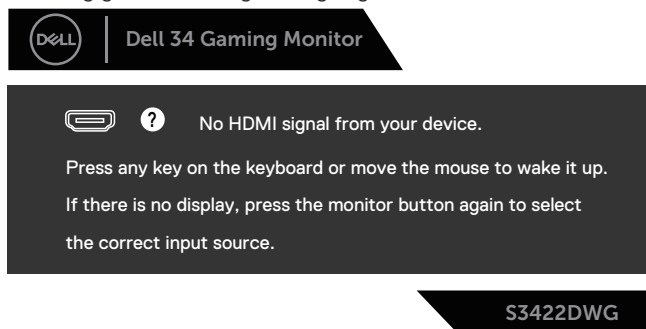 DELL
Dell 34 Gaming Monitor
? No HDMI signal from your device.
Press any key on the keyboard or move the mouse to wake it up.
If there is no display, press the monitor button again to select
the correct input source.
S3422DWG